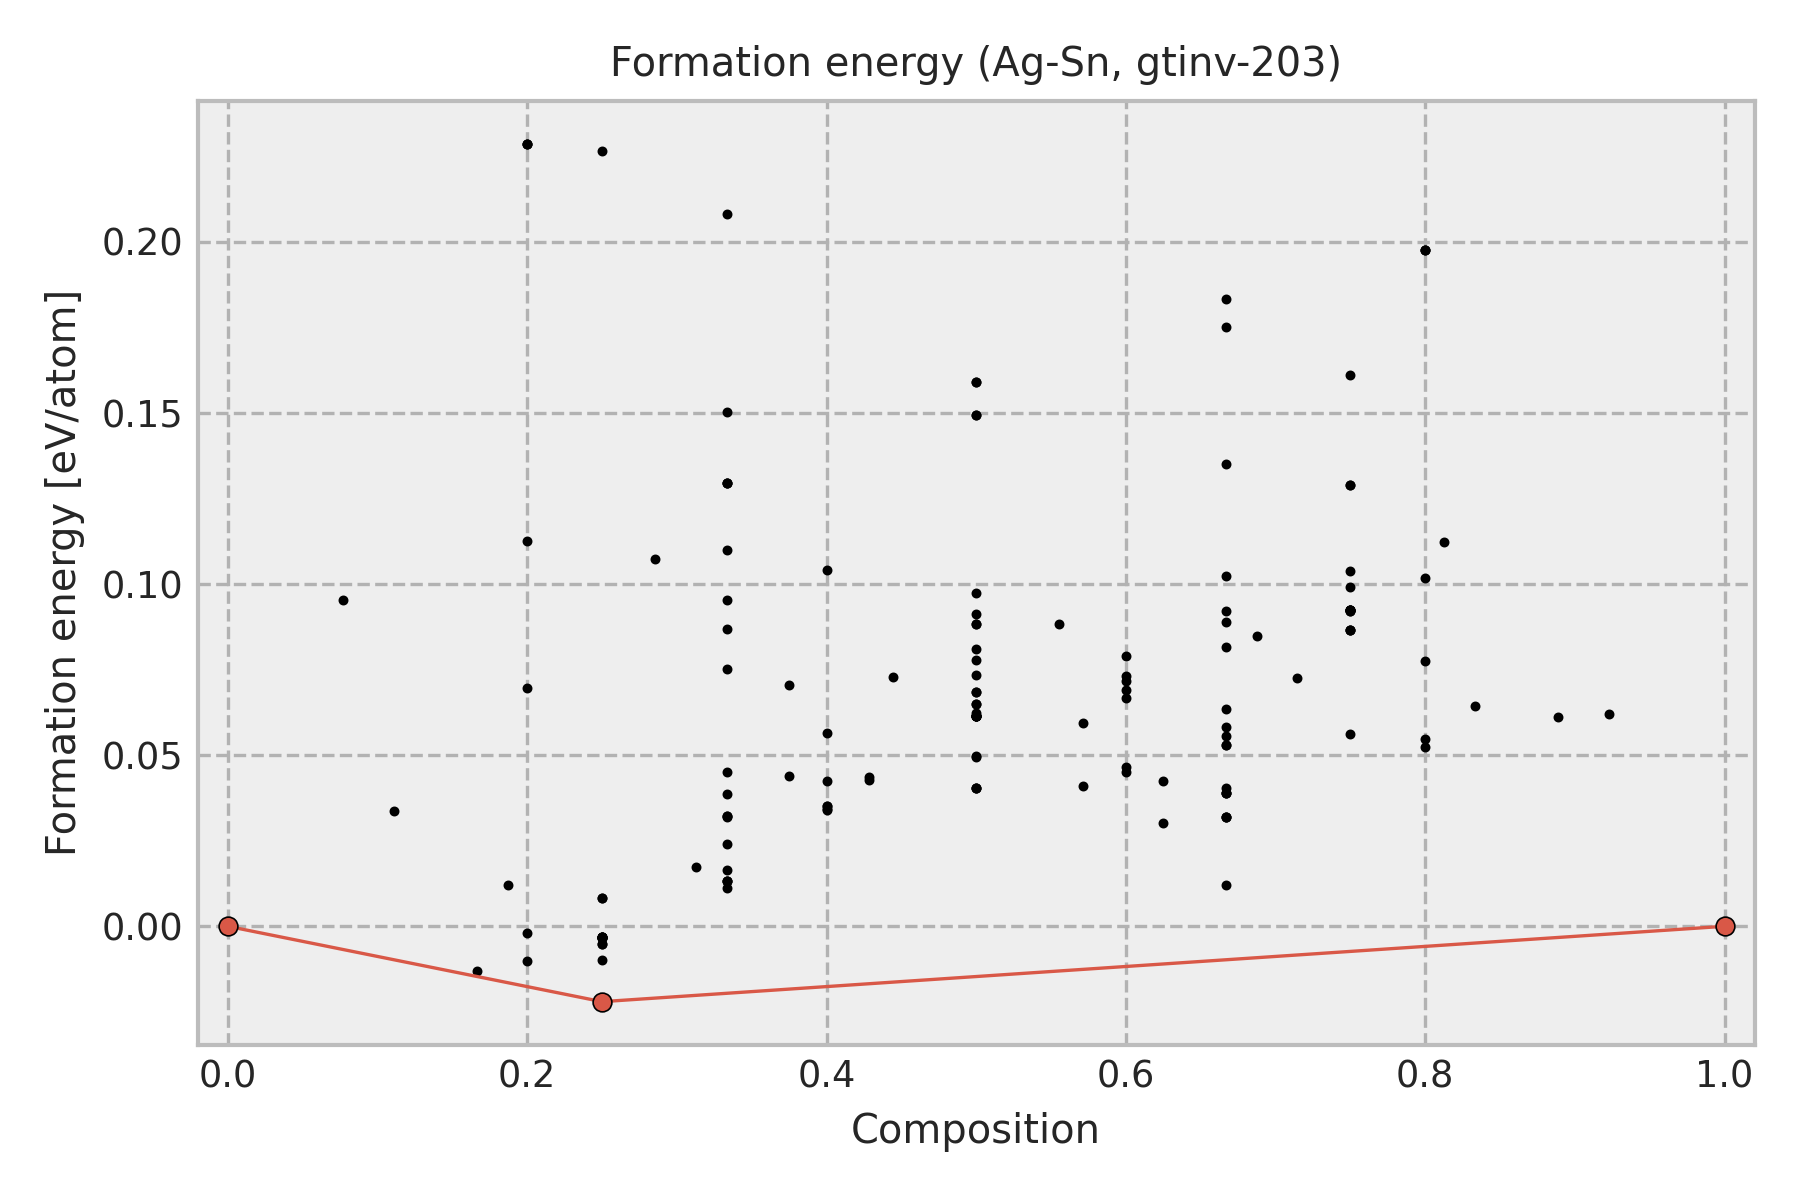 Formation energy (Ag-Sn, gtinv-203)
Formation energy [eV/atom]
0.20
0.15
0.10
0.05
0.00
0.0 0.2 0.4 0.6 0.8 1.0
Composition